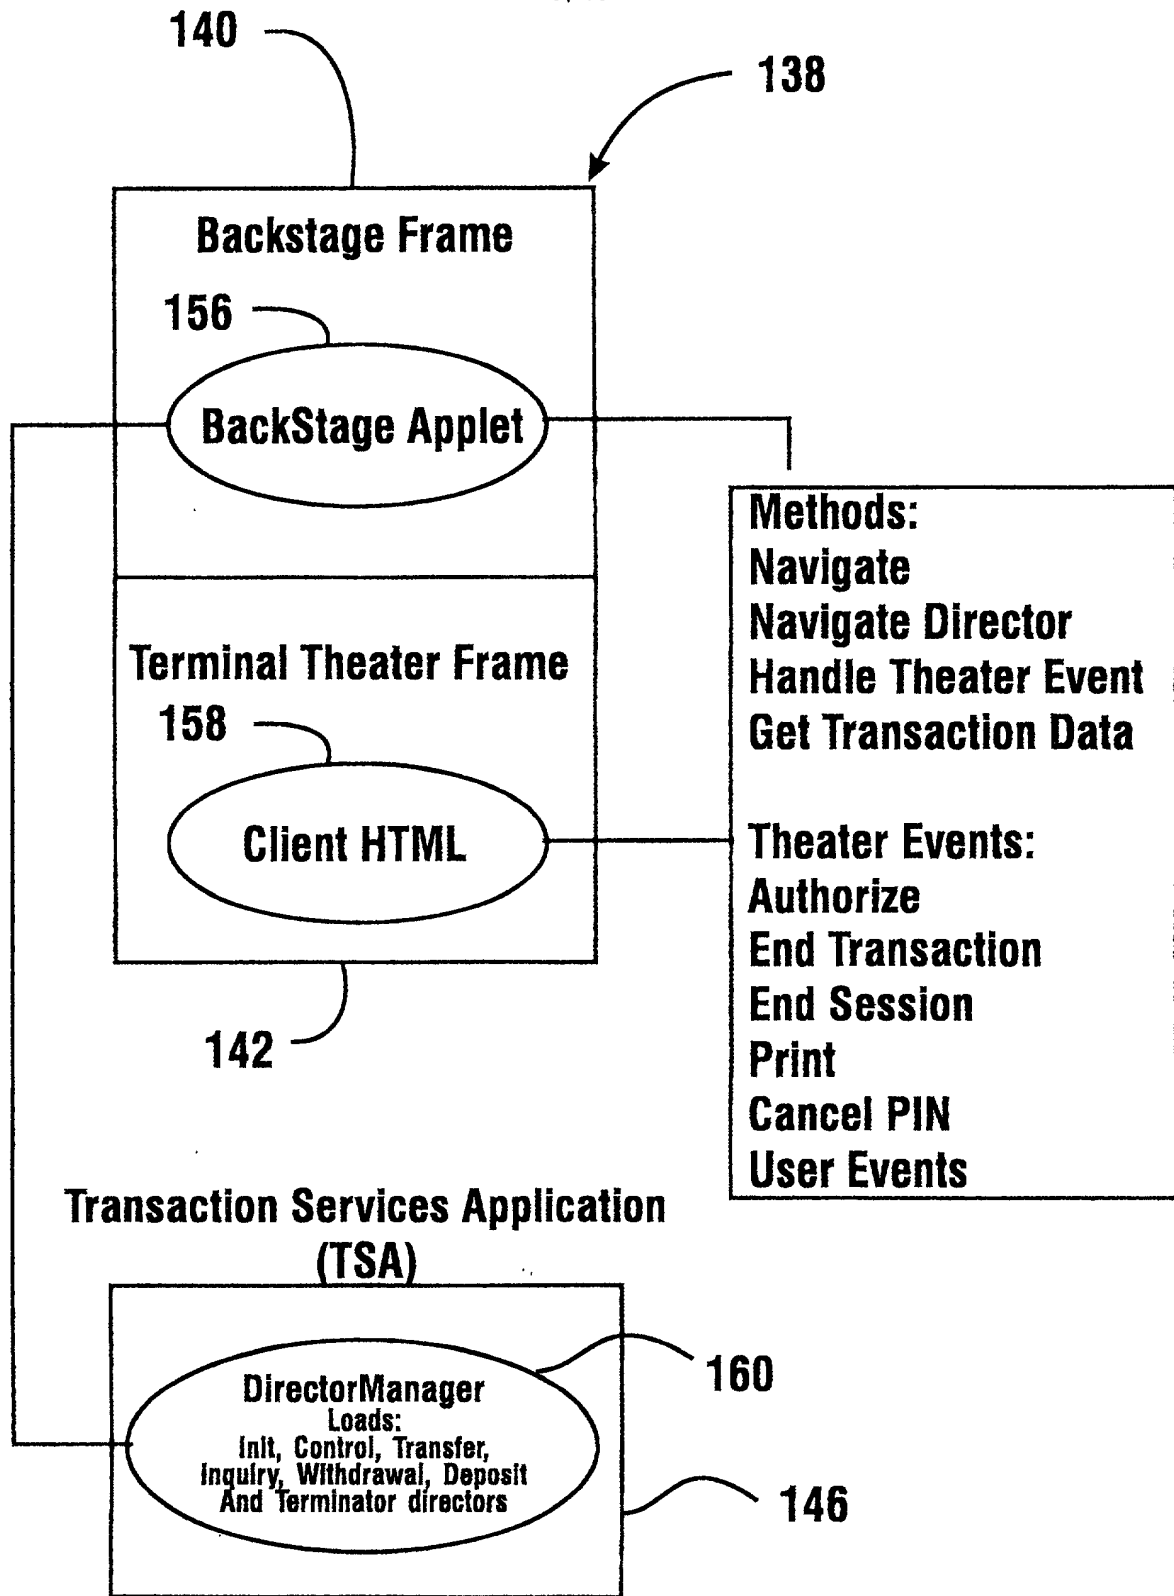 140
138
Backstage Frame
156
BackStage Applet
Methods:
Navigate
Navigate Director
Handle Theater Event
Get Transaction Data
Terminal Theater Frame
158
Client HTML
Theater Events:
Authorize
End Transaction
End Session
Print
Cancel PIN
User Events
142
Transaction Services Application
(TSA)
160
DirectorManager
Loads:
Init, Control, Transfer,
Inquiry, Withdrawal, Deposit
And Terminator directors
146